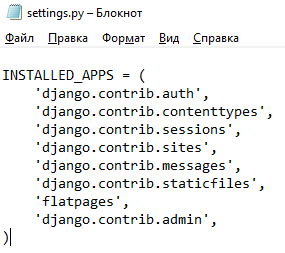 settings.py – Блокнот
Файл Правка Формат Вид Справка
INSTALLED_APPS = (
    'django.contrib.auth',
    'django.contrib.contenttypes',
    'django.contrib.sessions',
    'django.contrib.sites',
    'django.contrib.messages',
    'django.contrib.staticfiles',
    'flatpages',
    'django.contrib.admin',
)